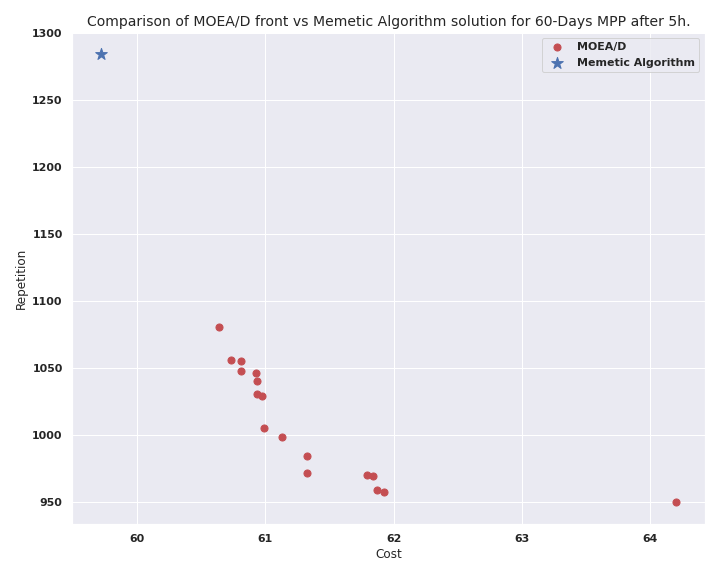 Comparison of MOEA/D front vs Memetic Algorithm solution for 60-Days MPP after 5h.
MOEA/D
Memetic Algorithm
1300
1250
1200
1150
1100
1050
1000
950
Repetition
60
61
62
63
64
Cost